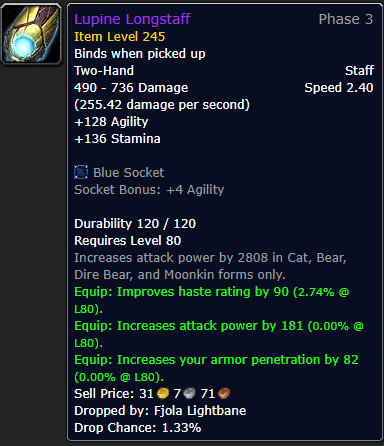 Lupine Longstaff Phase 3
Item Level 245
Binds when picked up
Two-Hand Staff
490 - 736 Damage Speed 2.40
(255.42 damage per second)
+128 Agility
+136 Stamina
Blue Socket
Socket Bonus: +4 Agility
Durability 120 / 120
Requires Level 80
Increases attack power by 2808 in Cat, Bear,
Dire Bear, and Moonkin forms only.
Equip: Improves haste rating by 90 (2.74% @
L80).
Equip: Increases attack power by 181 (0.00% @
L80).
Equip: Increases your armor penetration by 82
(0.00% @ L80).
Sell Price: 31 7 71
Dropped by: Fjola Lightbane
Drop Chance: 1.33%